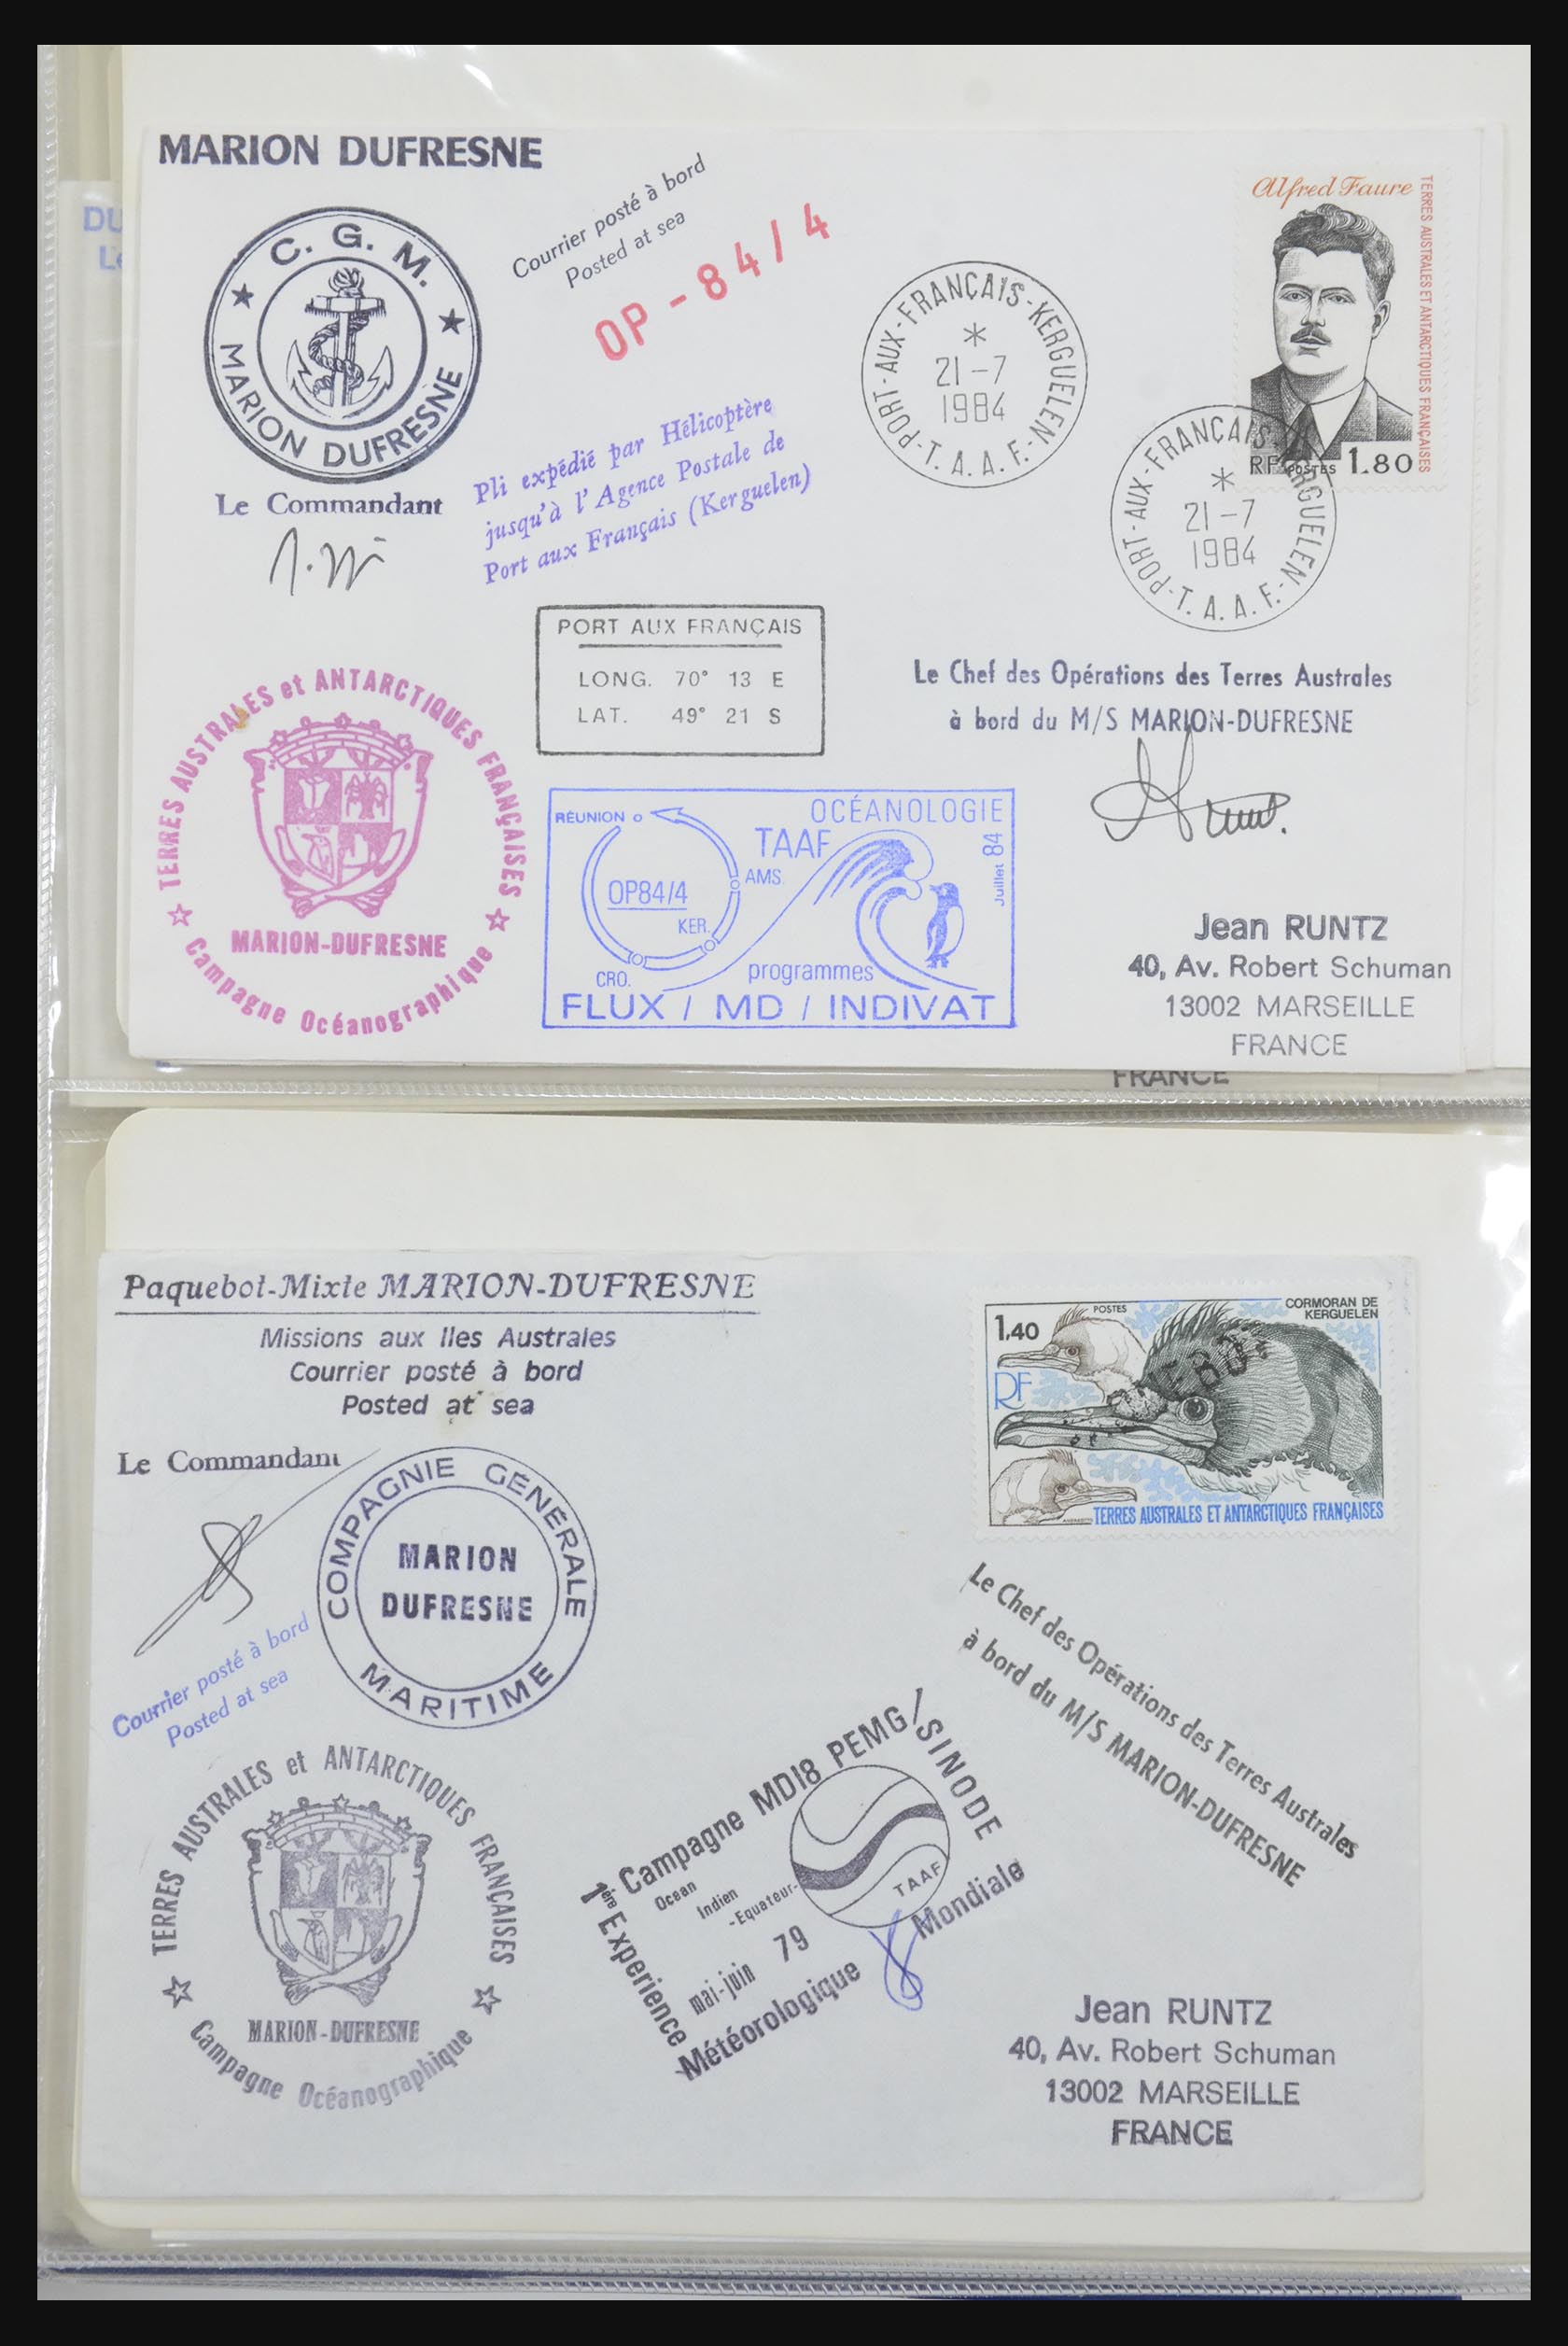 MARION DUFRESNE
C. G. M.
MARION DUFRESNE
Le Commandant
Courrier posté à bord
Posted at sea
OP - 84/4
Pli expédié par Hélicoptère
jusqu'à l'Agence Postale de
Port aux Français (Kerguelen)
PORT-AUX-FRANÇAIS-KERGUELEN
21-7
1984
T.A.A.F.
Alfred Faure
TERRES AUSTRALES ET ANTARCTIQUES FRANÇAISES
RF POSTES 1.80
PORT-AUX-FRANÇAIS-KERGUELEN
21-7
1984
T.A.A.F.
PORT AUX FRANÇAIS
LONG. 70° 13 E
LAT. 49° 21 S
Le Chef des Opérations des Terres Australes
à bord du M/S MARION-DUFRESNE
TERRES AUSTRALES et ANTARCTIQUES FRANÇAISES
MARION-DUFRESNE
Campagne Océanographique
RÉUNION
OCÉANOLOGIE
TAAF
Juillet 84
OP84/4
AMS.
KER.
CRO.
programmes
FLUX / MD / INDIVAT
Jean RUNTZ
40, Av. Robert Schuman
13002 MARSEILLE
FRANCE
FRANCE
DU
Le
Paquebot-Mixte MARION-DUFRESNE
Missions aux Iles Australes
Courrier posté à bord
Posted at sea
Le Commandant
COMPAGNIE GÉNÉRALE
MARION
DUFRESNE
MARITIME
Courrier posté à bord
Posted at sea
1,40
POSTES
CORMORAN DE
KERGUELEN
RF
TERRES AUSTRALES ET ANTARCTIQUES FRANÇAISES
Le Chef des Opérations des Terres Australes
à bord du M/S MARION-DUFRESNE
TERRES AUSTRALES et ANTARCTIQUES FRANÇAISES
MARION-DUFRESNE
Campagne Océanographique
Campagne MD18 PEMG/SINODE
Ocean
Indien
-Equateur-
TAAF
mai-juin 79
1ère Experience
Météorologique Mondiale
Jean RUNTZ
40, Av. Robert Schuman
13002 MARSEILLE
FRANCE